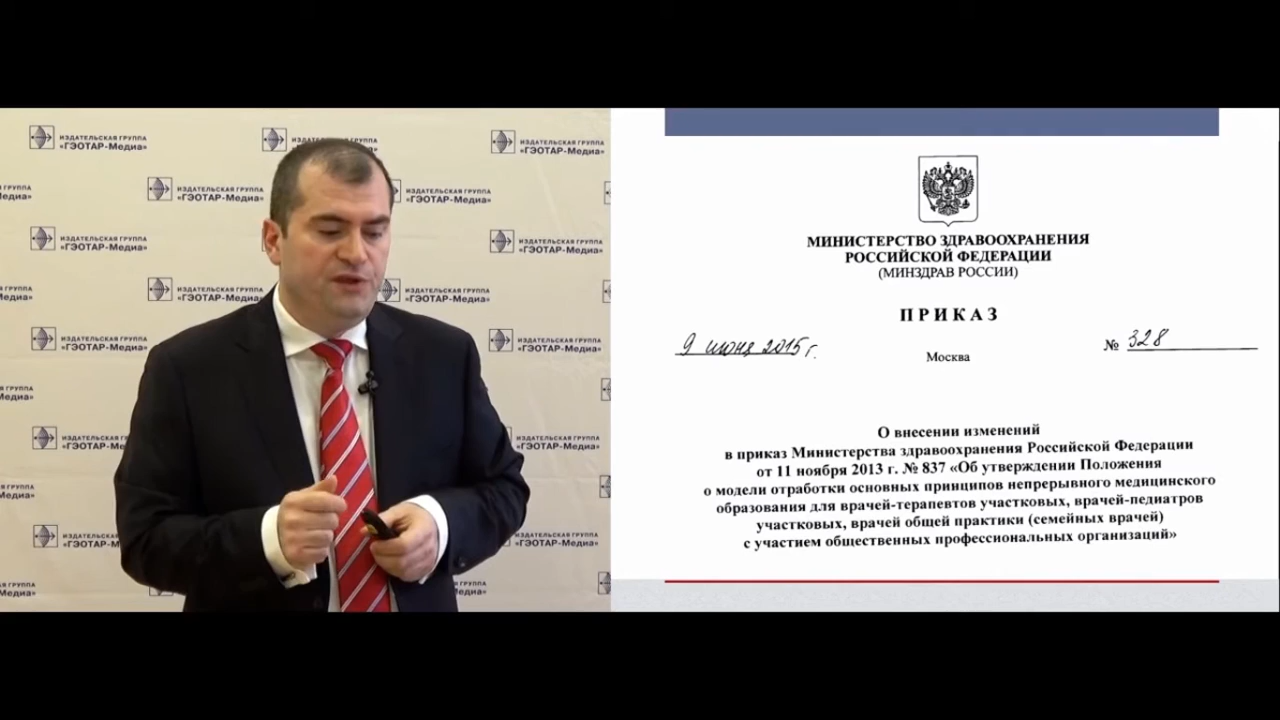 ИЗДАТЕЛЬСКАЯ ГРУППА
«ГЭОТАР-Медиа»
МИНИСТЕРСТВО ЗДРАВООХРАНЕНИЯ
РОССИЙСКОЙ ФЕДЕРАЦИИ
(МИНЗДРАВ РОССИИ)
ПРИКАЗ
9 июня 2015 г.
Москва
№ 328
О внесении изменений
в приказ Министерства здравоохранения Российской Федерации
от 11 ноября 2013 г. № 837 «Об утверждении Положения
о модели отработки основных принципов непрерывного медицинского
образования для врачей-терапевтов участковых, врачей-педиатров
участковых, врачей общей практики (семейных врачей)
с участием общественных профессиональных организаций»